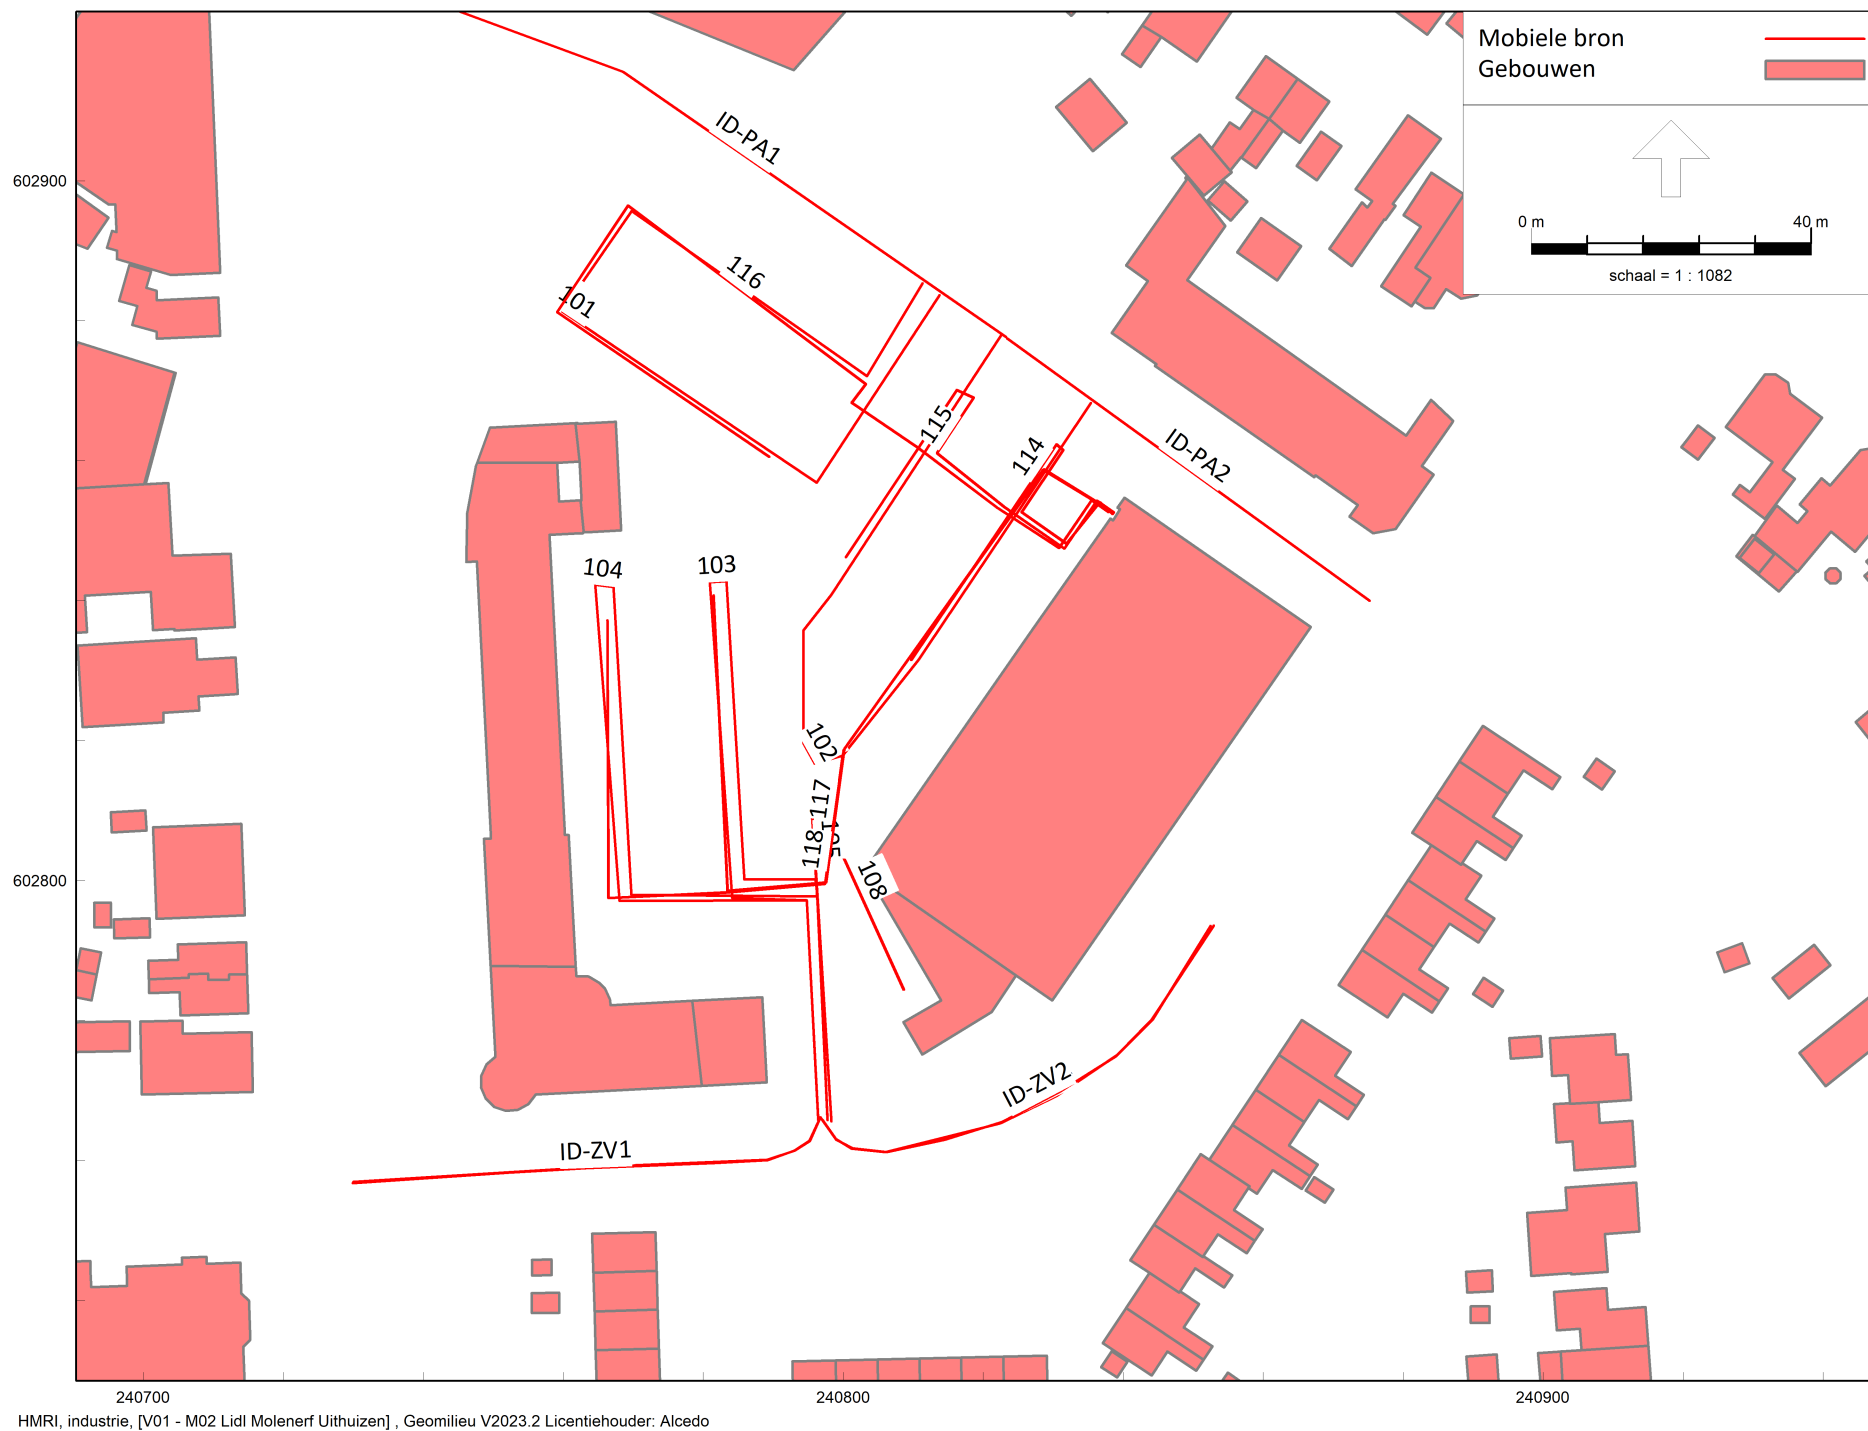 Mobiele bron
Gebouwen
0 m
40 m
schaal = 1 : 1082
602900
602800
ID-PA1
116
101
115
114
ID-PA2
104
103
102
117
118
105
108
ID-ZV2
ID-ZV1
240700
240800
240900
HMRI, industrie, [V01 - M02 Lidl Molenerf Uithuizen] , Geomilieu V2023.2 Licentiehouder: Alcedo